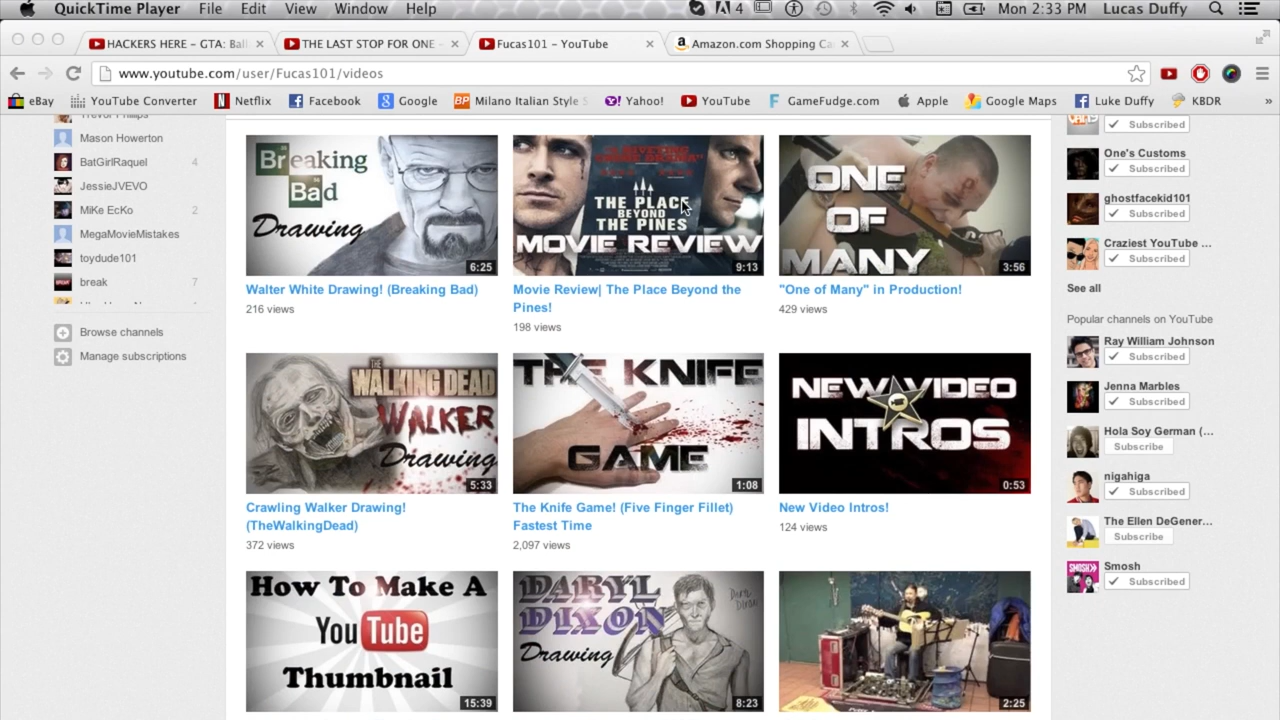 QuickTime Player File Edit View Window Help 4 Mon 2:33 PM Lucas Duffy
HACKERS HERE – GTA: Bal
THE LAST STOP FOR ONE –
Fucas101 – YouTube
Amazon.com Shopping Ca
www.youtube.com/user/Fucas101/videos
eBay YouTube Converter Netflix Facebook Google Milano Italian Style S Yahoo! YouTube GameFudge.com Apple Google Maps Luke Duffy KBDR »
Trevor Phillips
Mason Howerton
BatGirlRaquel 4
JessieJVEVO
MiKe EcKo 2
MegaMovieMistakes
toydude101
break 7
Browse channels
Manage subscriptions
Breaking
Bad
Drawing
6:25
Walter White Drawing! (Breaking Bad)
216 views
THE PLACE
BEYOND
THE PINES
MOVIE REVIEW
9:13
Movie Review| The Place Beyond the
Pines!
198 views
ONE
OF
MANY
3:56
"One of Many" in Production!
429 views
THE
WALKING DEAD
WALKER
Drawing
5:33
Crawling Walker Drawing!
(TheWalkingDead)
372 views
THE KNIFE
GAME
1:08
The Knife Game! (Five Finger Fillet)
Fastest Time
2,097 views
NEW VIDEO
INTROS
0:53
New Video Intros!
124 views
How To Make A
YouTube
Thumbnail
15:39
DARYL
DIXON
Drawing
DARYL
DIXON
8:23
2:25
Subscribed
One's Customs
Subscribed
ghostfacekid101
Subscribed
Craziest YouTube ...
Subscribed
See all
Popular channels on YouTube
Ray William Johnson
Subscribed
Jenna Marbles
Subscribed
Hola Soy German (...
Subscribe
nigahiga
Subscribed
The Ellen DeGener...
Subscribe
SMOSH
Smosh
Subscribed